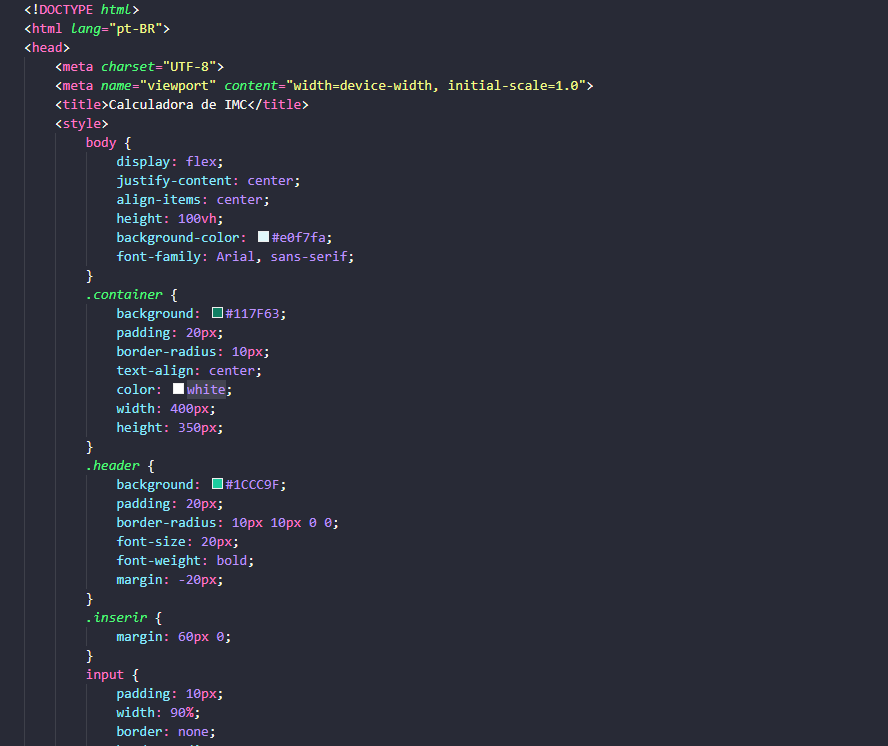 <!DOCTYPE html>
<html lang="pt-BR">
<head>
    <meta charset="UTF-8">
    <meta name="viewport" content="width=device-width, initial-scale=1.0">
    <title>Calculadora de IMC</title>
    <style>
        body {
            display: flex;
            justify-content: center;
            align-items: center;
            height: 100vh;
            background-color: #e0f7fa;
            font-family: Arial, sans-serif;
        }
        .container {
            background: #117F63;
            padding: 20px;
            border-radius: 10px;
            text-align: center;
            color: white;
            width: 400px;
            height: 350px;
        }
        .header {
            background: #1CCC9F;
            padding: 20px;
            border-radius: 10px 10px 0 0;
            font-size: 20px;
            font-weight: bold;
            margin: -20px;
        }
        .inserir {
            margin: 60px 0;
        }
        input {
            padding: 10px;
            width: 90%;
            border: none;